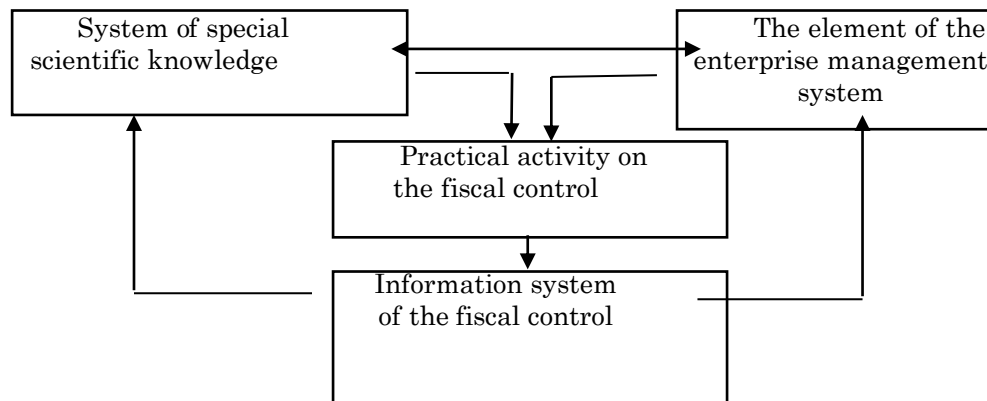 System of special
scientific knowledge
The element of the
enterprise management
system
Practical activity on
the fiscal control
Information system
of the fiscal control